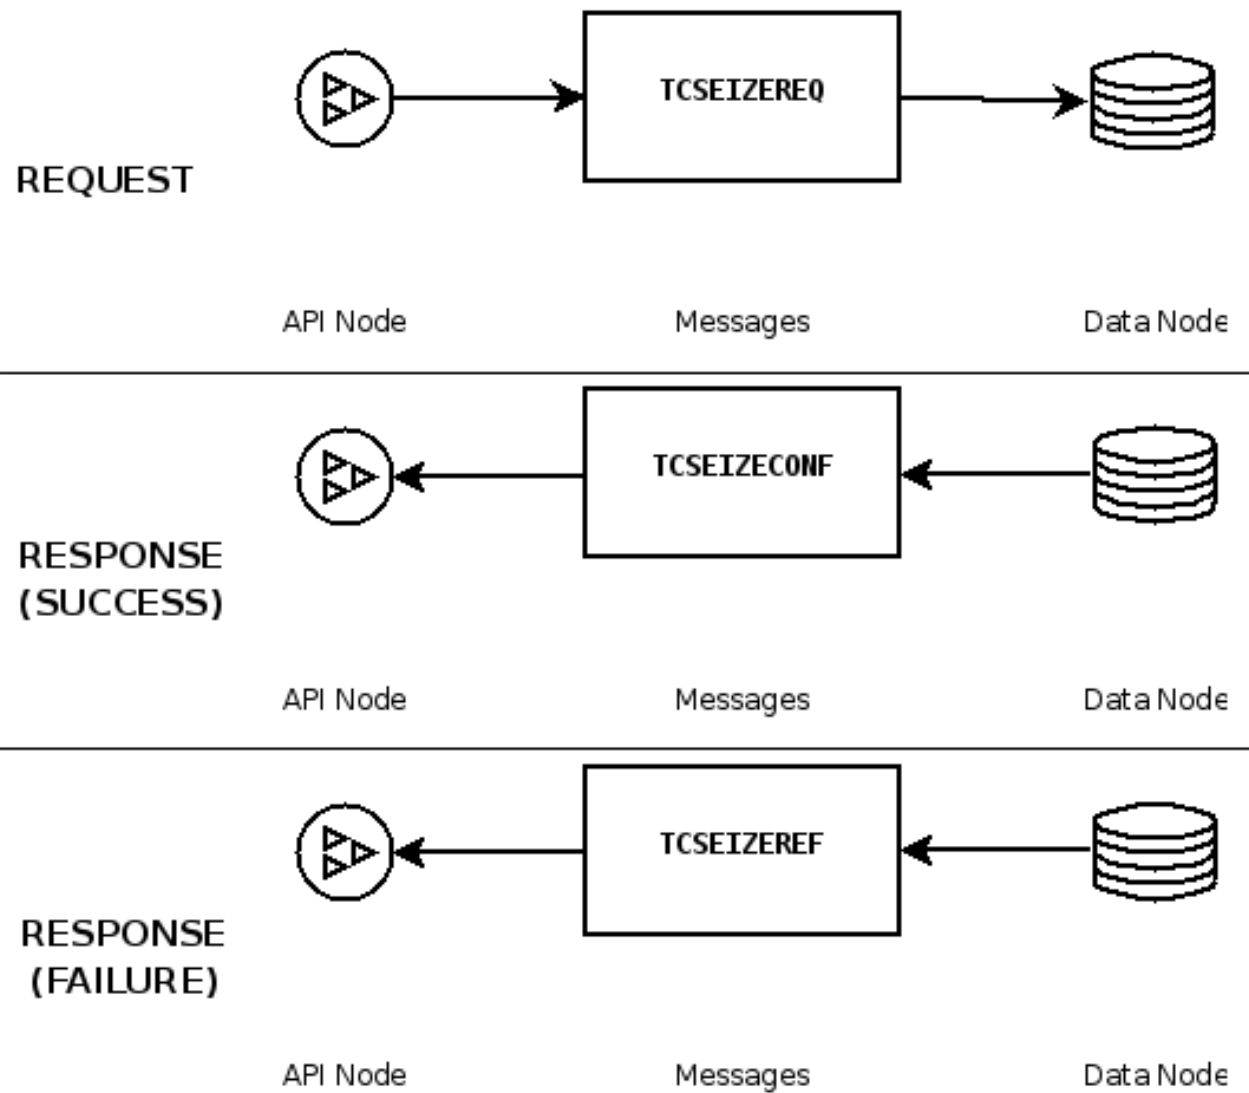 TCSEIZEREQ
REQUEST
API Node Messages Data Node
TCSEIZECONF
RESPONSE
(SUCCESS)
API Node Messages Data Node
TCSEIZEREF
RESPONSE
(FAILURE)
API Node Messages Data Node